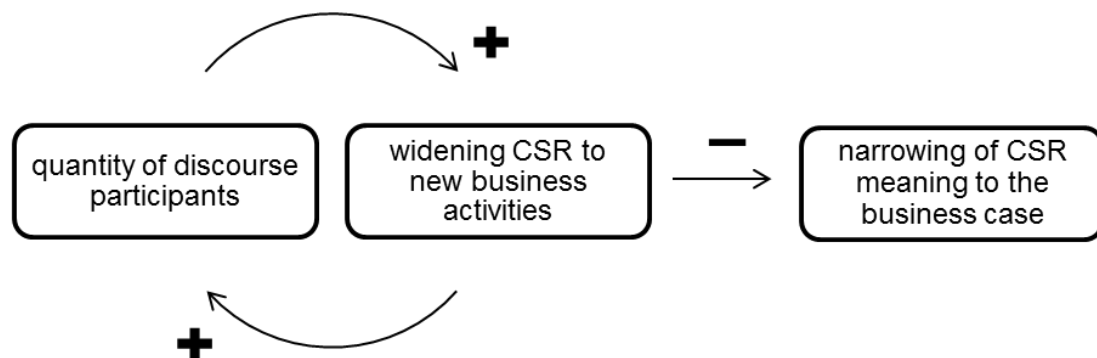 +
quantity of discourse
participants
widening CSR to
new business
activities
–
narrowing of CSR
meaning to the
business case
+